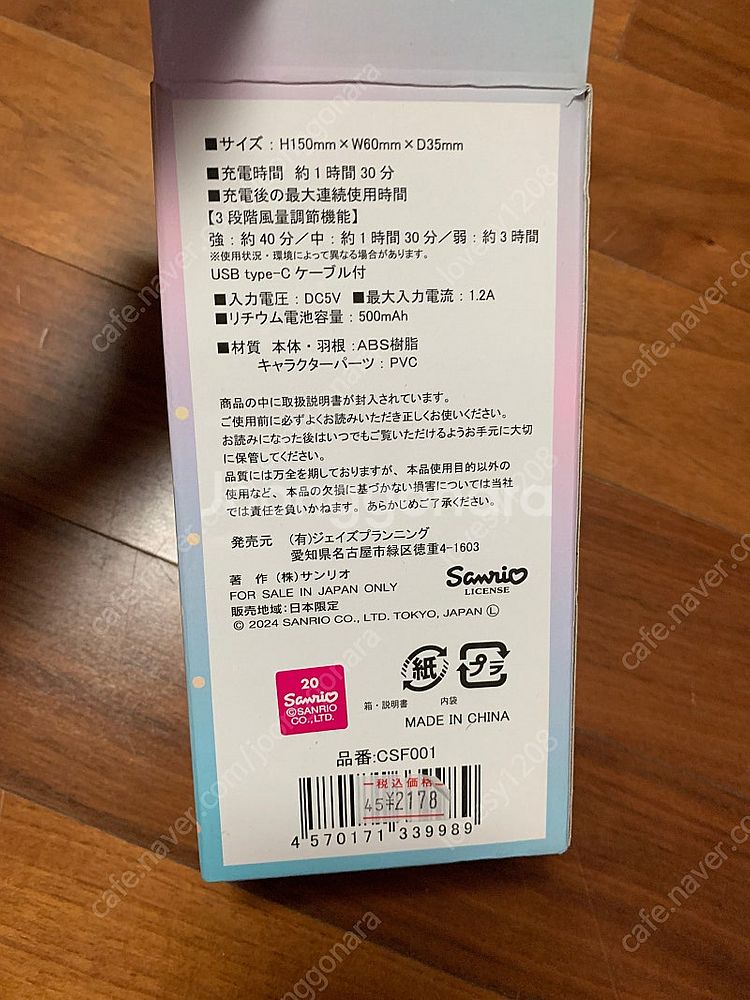 ■サイズ：H150mm×W60mm×D35mm
■充電時間 約1時間30分
■充電後の最大連続使用時間
【3段階風量調節機能】
強：約40分／中：約1時間30分／弱：約3時間
※使用状況・環境によって異なる場合があります。
USB type-Cケーブル付
■入力電圧：DC5V ■最大入力電流：1.2A
■リチウム電池容量：500mAh
■材質 本体・羽根：ABS樹脂
キャラクターパーツ：PVC
商品の中に取扱説明書が封入されています。
ご使用前に必ずよくお読みいただき正しくお使いください。
お読みになった後はいつでもご覧いただけるようお手元に大切
に保管してください。
品質には万全を期しておりますが、本品使用目的以外の
使用など、本品の欠損に基づかない損害については当社
では責任を負いかねます。あらかじめご了承ください。
発売元 (有)ジェイズプランニング
愛知県名古屋市緑区徳重4-1603
著 作 (株)サンリオ
FOR SALE IN JAPAN ONLY
販売地域：日本限定
© 2024 SANRIO CO., LTD. TOKYO, JAPAN Ⓛ
Sanrio
LICENSE
紙
プラ
箱・説明書
内袋
20
Sanrio
©SANRIO
CO.,LTD.
MADE IN CHINA
品番:CSF001
税込価格
45¥2178
4 570171 339989
cafe.naver.com/joonggonara
lovesy1208